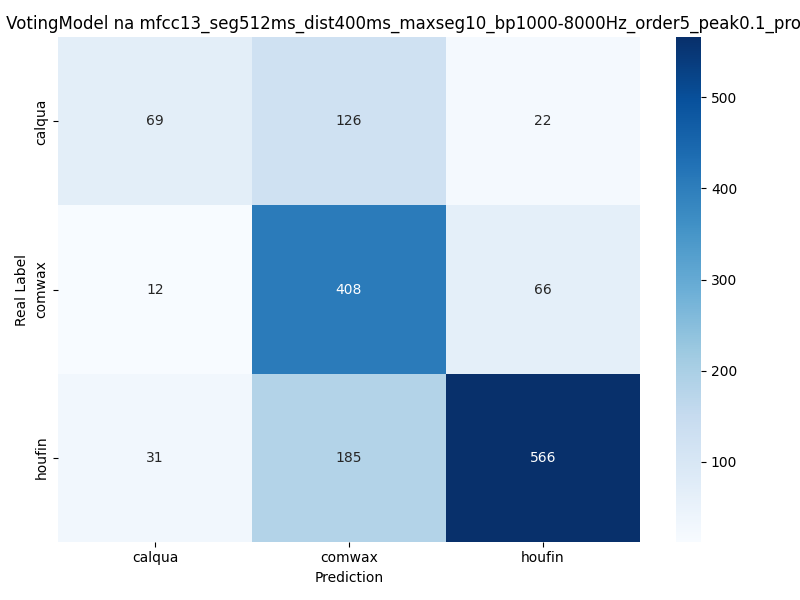 VotingModel na mfcc13_seg512ms_dist400ms_maxseg10_bp1000-8000Hz_order5_peak0.1_pro
calqua 69 126 22
comwax 12 408 66
houfin 31 185 566
Real Label
calqua comwax houfin
Prediction
500
400
300
200
100